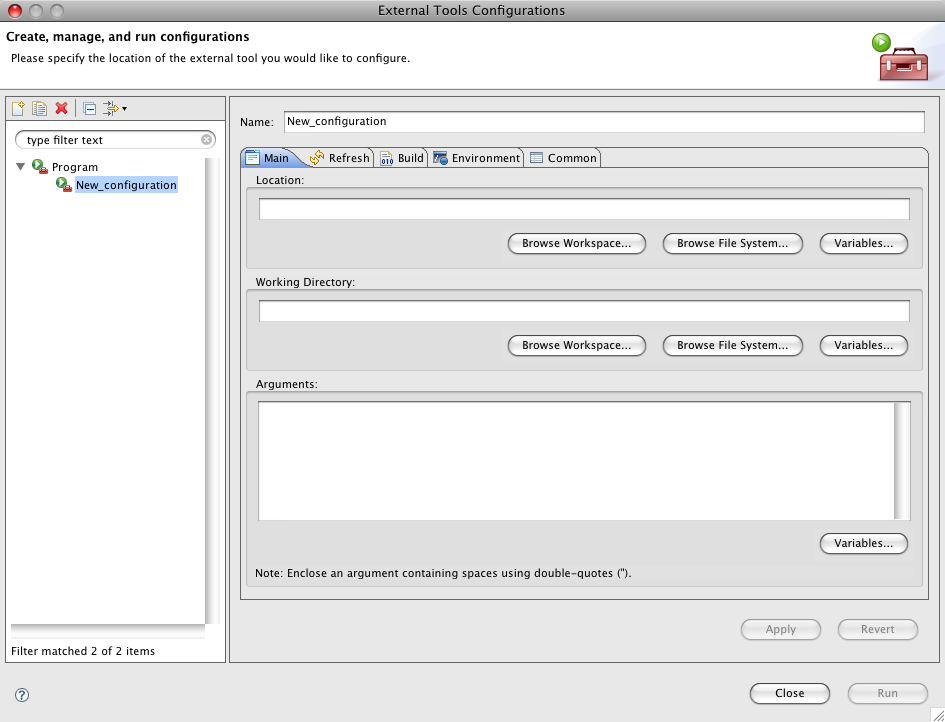 External Tools Configurations
Create, manage, and run configurations
Please specify the location of the external tool you would like to configure.
type filter text
Program
New_configuration
Filter matched 2 of 2 items
Name: New_configuration
Main Refresh Build Environment Common
Location:
Browse Workspace... Browse File System... Variables...
Working Directory:
Browse Workspace... Browse File System... Variables...
Arguments:
Variables...
Note: Enclose an argument containing spaces using double-quotes (").
Apply Revert
? Close Run